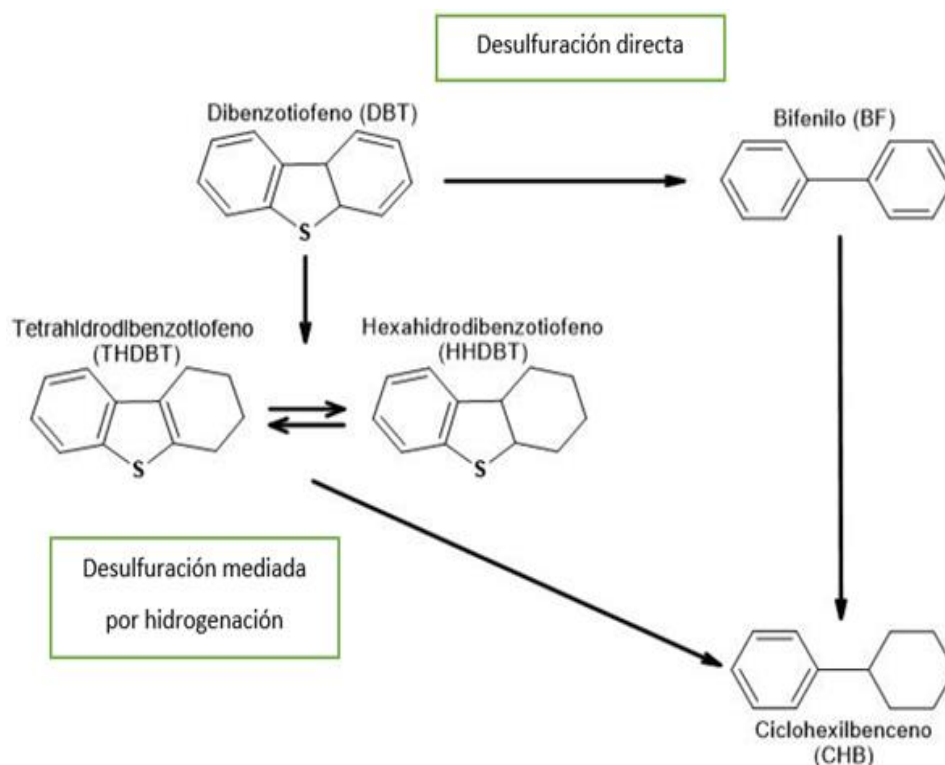 Desulfuración directa
Dibenzotiofeno (DBT)
Bifenilo (BF)
S
Tetrahidrodibenzotiofeno
(THDBT)
Hexahidrodibenzotiofeno
(HHDBT)
S
S
Desulfuración mediada
por hidrogenación
Ciclohexilbenceno
(CHB)